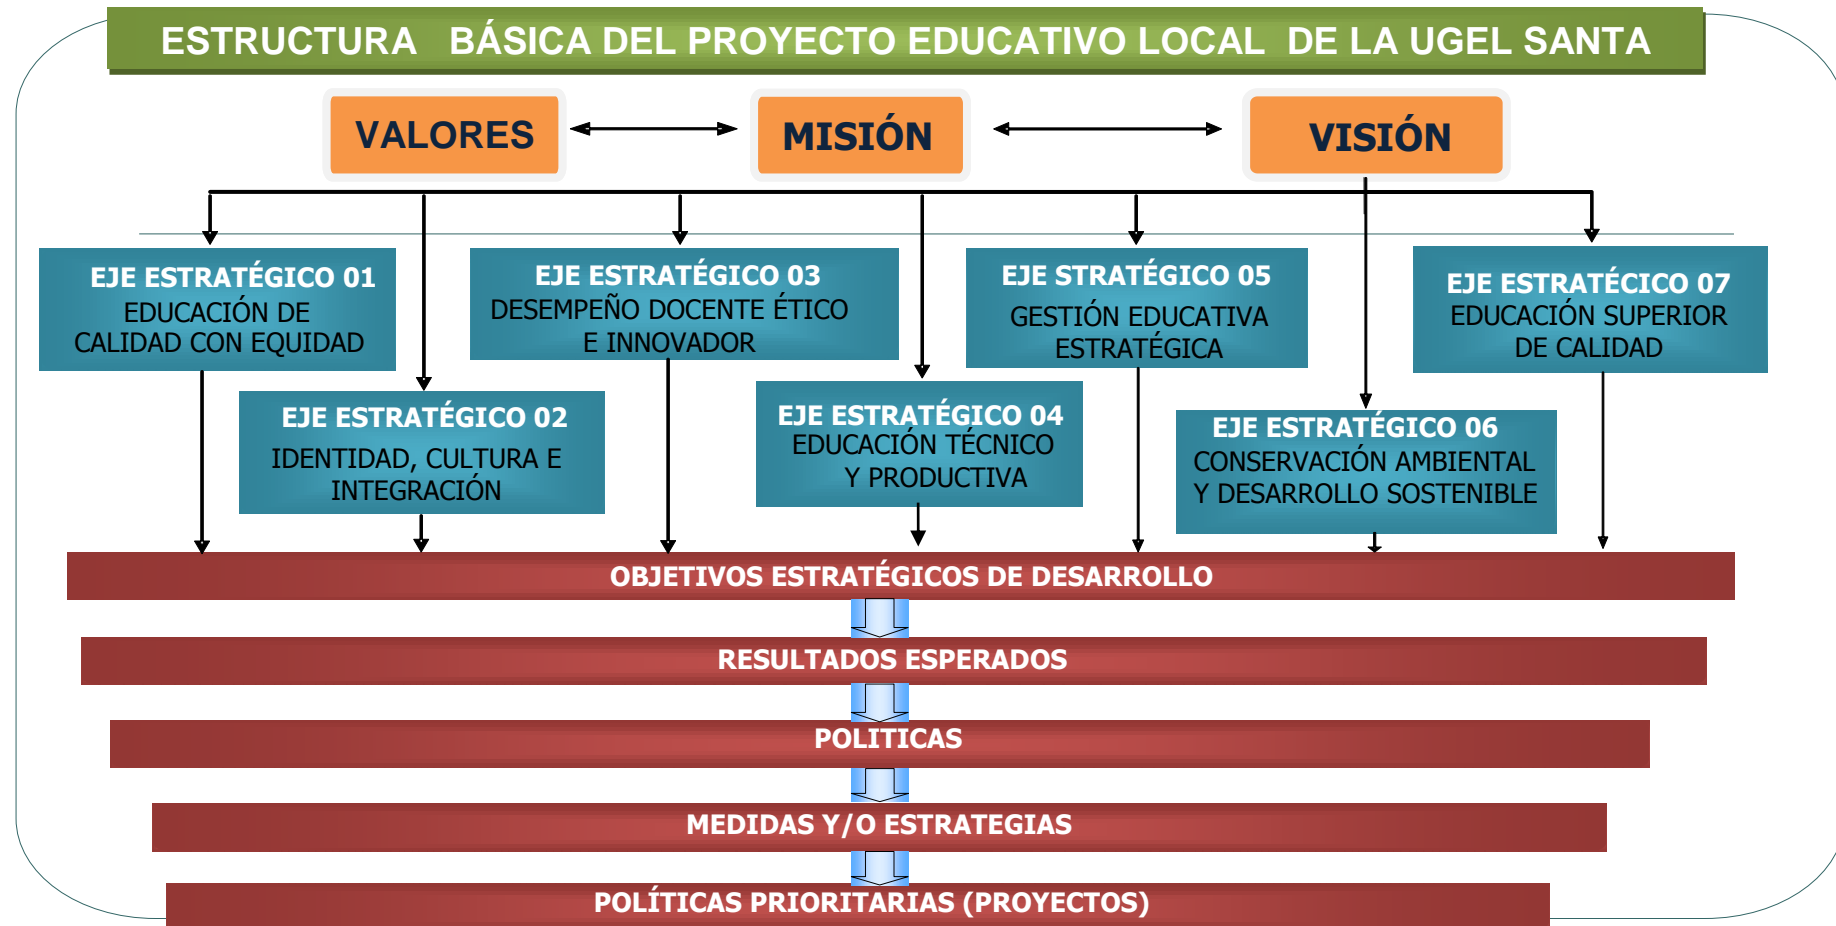 ESTRUCTURA BÁSICA DEL PROYECTO EDUCATIVO LOCAL DE LA UGEL SANTA
VALORES
MISIÓN
VISIÓN
EJE ESTRATÉGICO 01
EDUCACIÓN DE
CALIDAD CON EQUIDAD
EJE ESTRATÉGICO 02
IDENTIDAD, CULTURA E
INTEGRACIÓN
EJE ESTRATÉGICO 03
DESEMPEÑO DOCENTE ÉTICO
E INNOVADOR
EJE ESTRATÉGICO 04
EDUCACIÓN TÉCNICO
Y PRODUCTIVA
EJE STRATÉGICO 05
GESTIÓN EDUCATIVA
ESTRATÉGICA
EJE ESTRATÉGICO 06
CONSERVACIÓN AMBIENTAL
Y DESARROLLO SOSTENIBLE
EJE ESTRATÉCICO 07
EDUCACIÓN SUPERIOR
DE CALIDAD
OBJETIVOS ESTRATÉGICOS DE DESARROLLO
RESULTADOS ESPERADOS
POLITICAS
MEDIDAS Y/O ESTRATEGIAS
POLÍTICAS PRIORITARIAS (PROYECTOS)